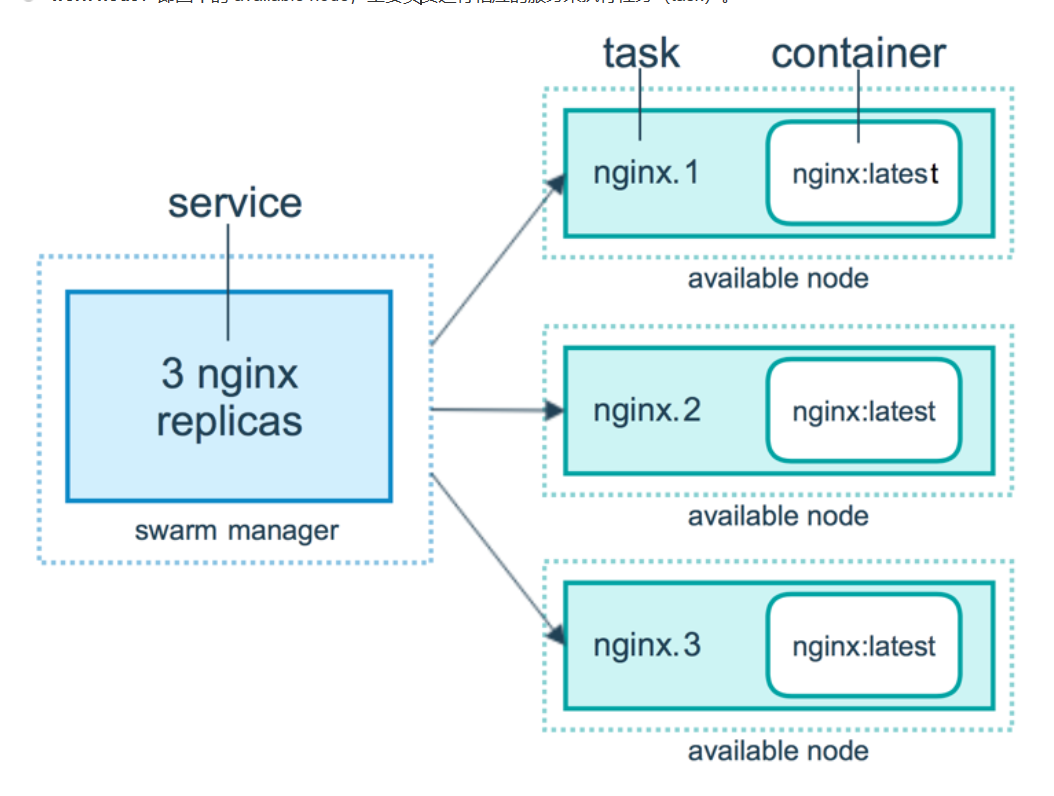 task
container
nginx.1
nginx:latest
available node
service
3 nginx
replicas
swarm manager
nginx.2
nginx:latest
available node
nginx.3
nginx:latest
available node